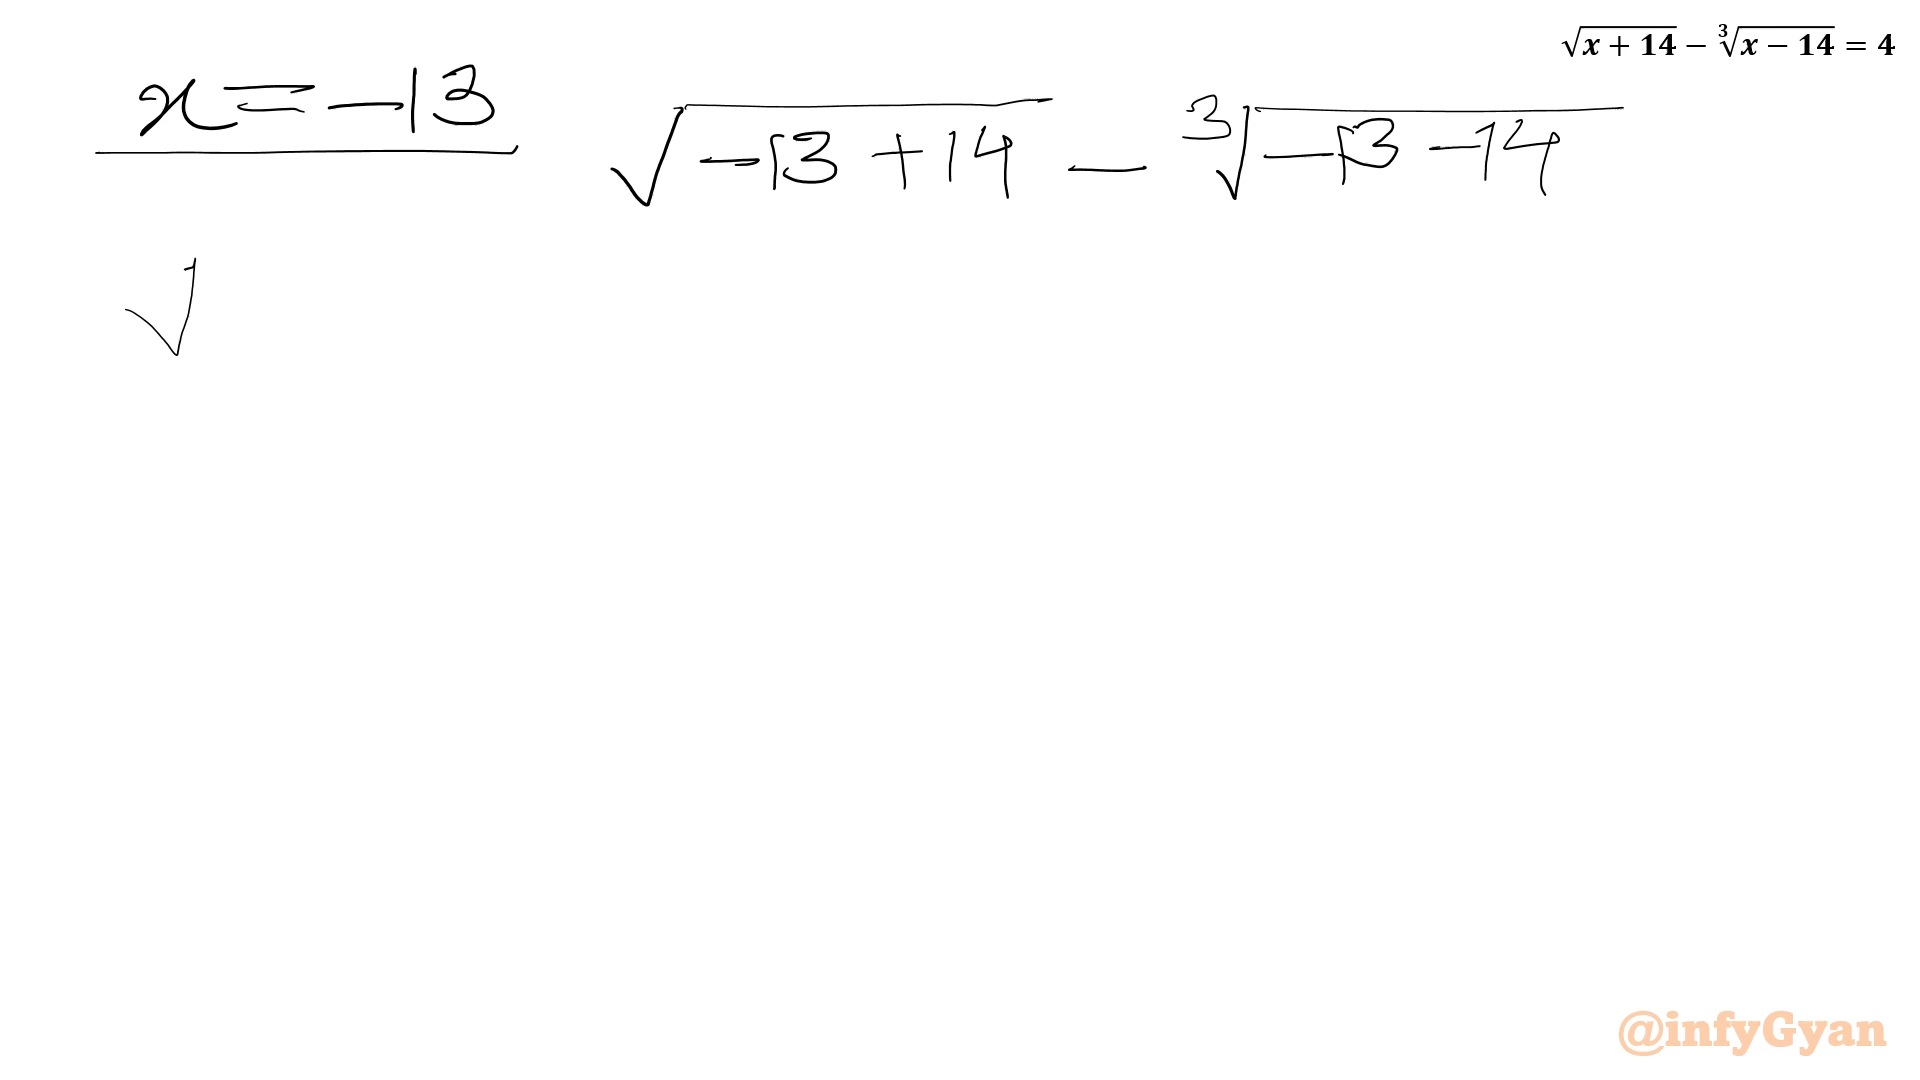 √(x + 14) − ∛(x − 14) = 4
x = −13
√(−13 + 14) − ∛(−13 − 14)
√
@infyGyan